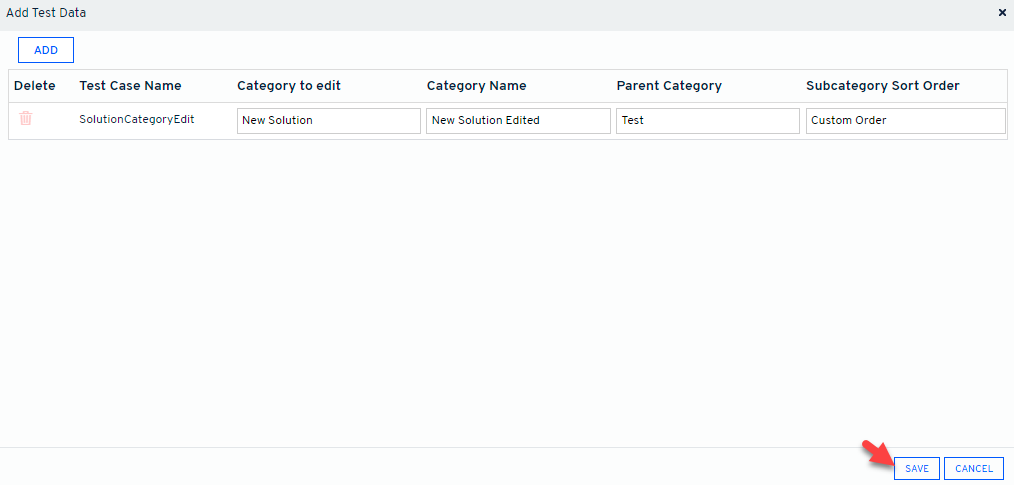 Add Test Data
ADD
Delete Test Case Name Category to edit Category Name Parent Category Subcategory Sort Order
SolutionCategoryEdit New Solution New Solution Edited Test Custom Order
SAVE CANCEL